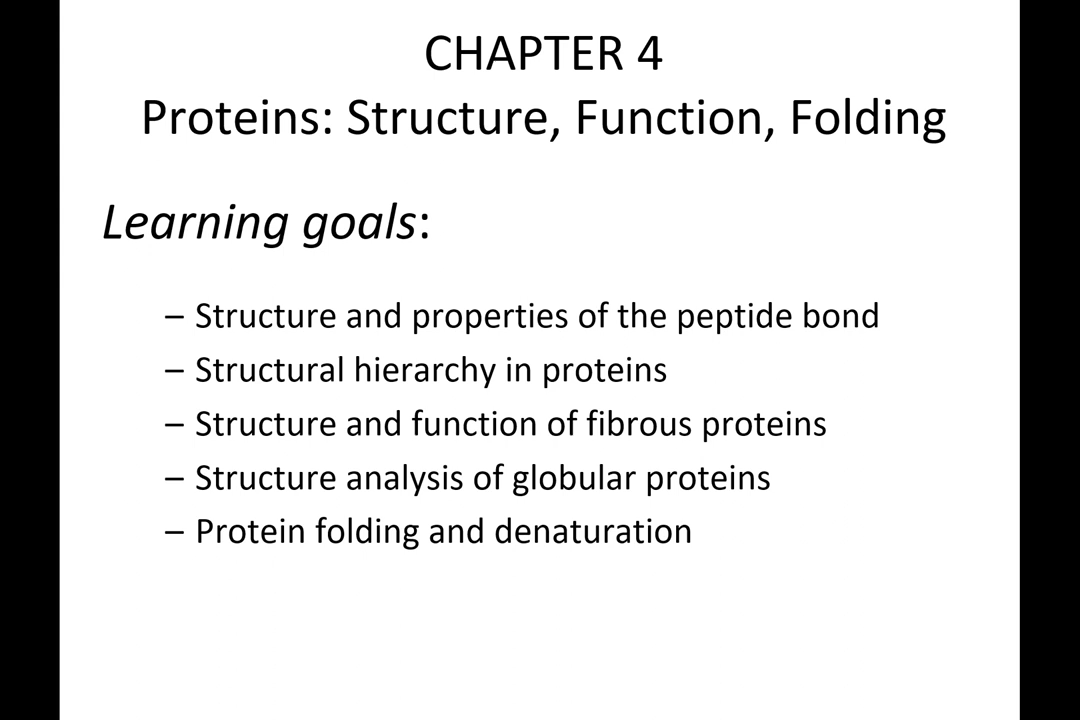 CHAPTER 4
Proteins: Structure, Function, Folding
Learning goals:
– Structure and properties of the peptide bond
– Structural hierarchy in proteins
– Structure and function of fibrous proteins
– Structure analysis of globular proteins
– Protein folding and denaturation